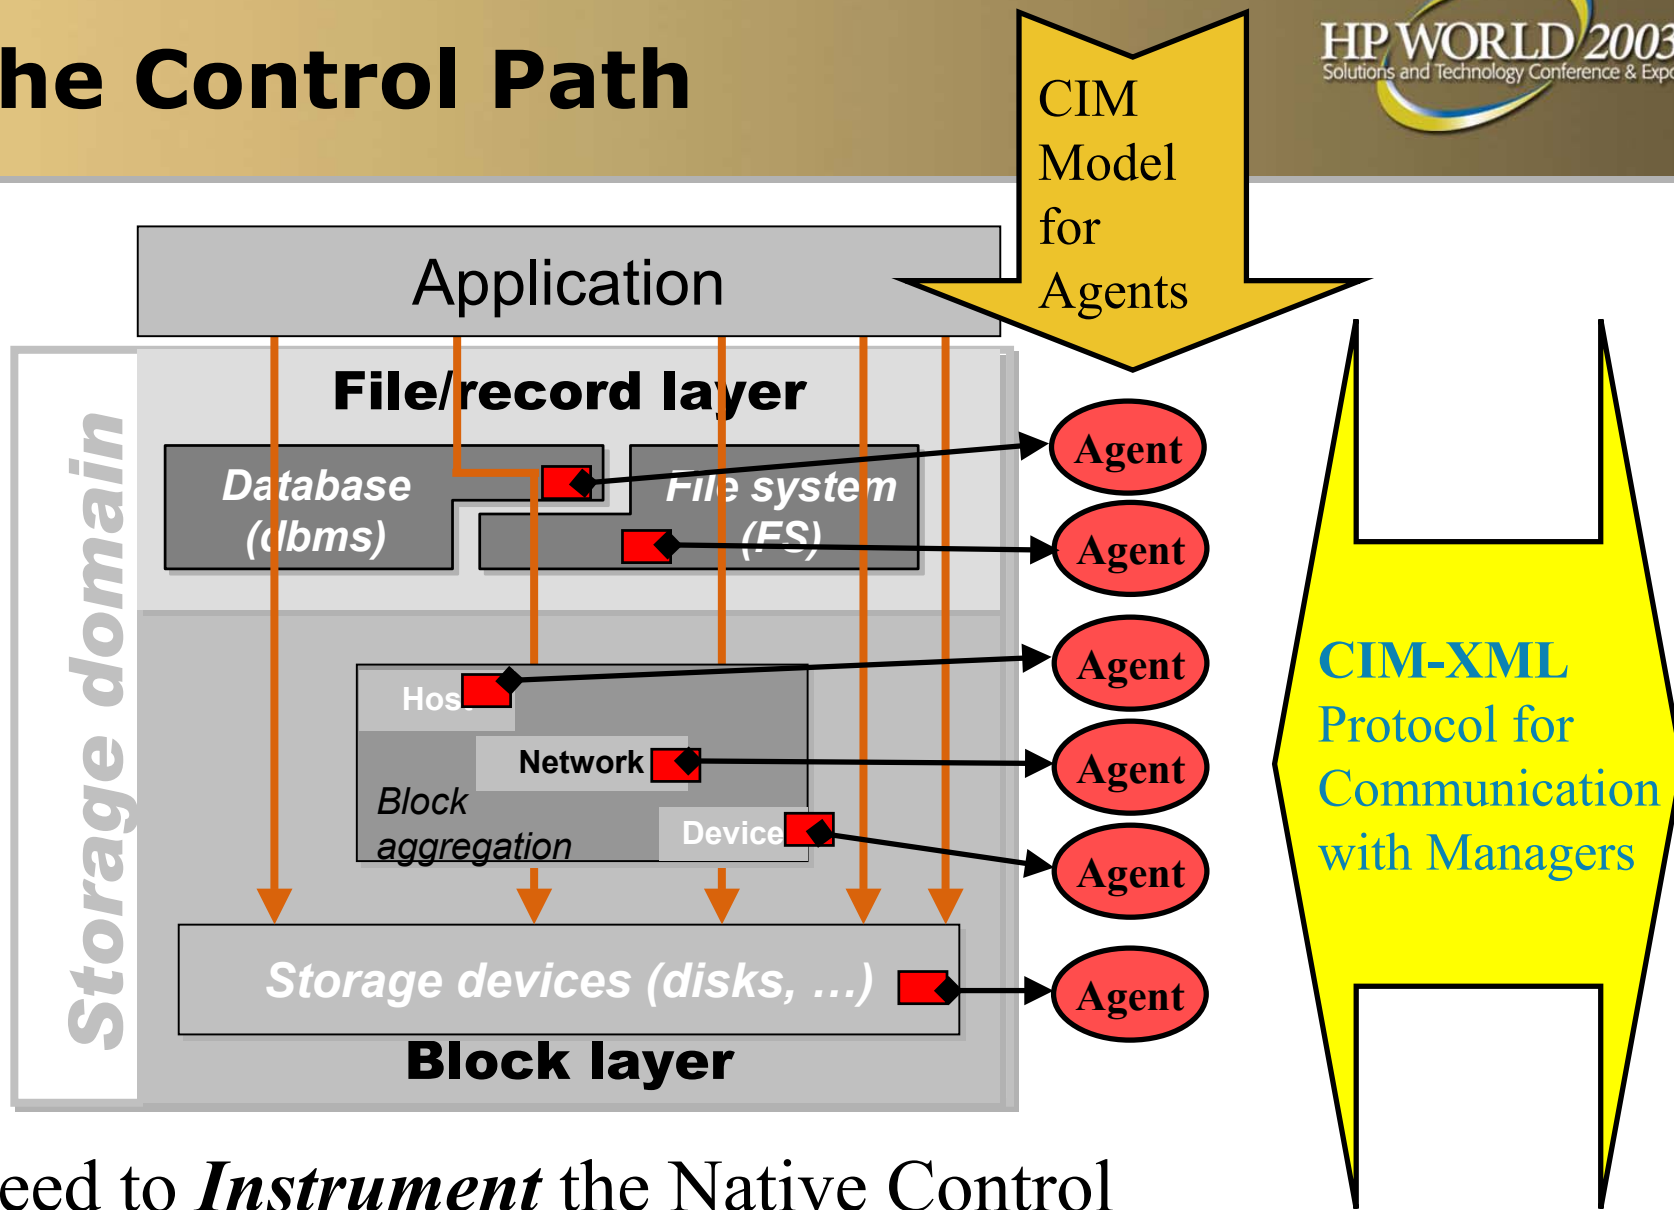 he Control Path
HP WORLD 2003
Solutions and Technology Conference & Expo
CIM
Model
for
Agents
Application
File/record layer
Database
(dbms)
File system
(FS)
Storage domain
Host
Network
Block
aggregation
Device
Storage devices (disks, …)
Block layer
Agent
Agent
Agent
Agent
Agent
Agent
CIM-XML
Protocol for
Communication
with Managers
eed to Instrument the Native Control